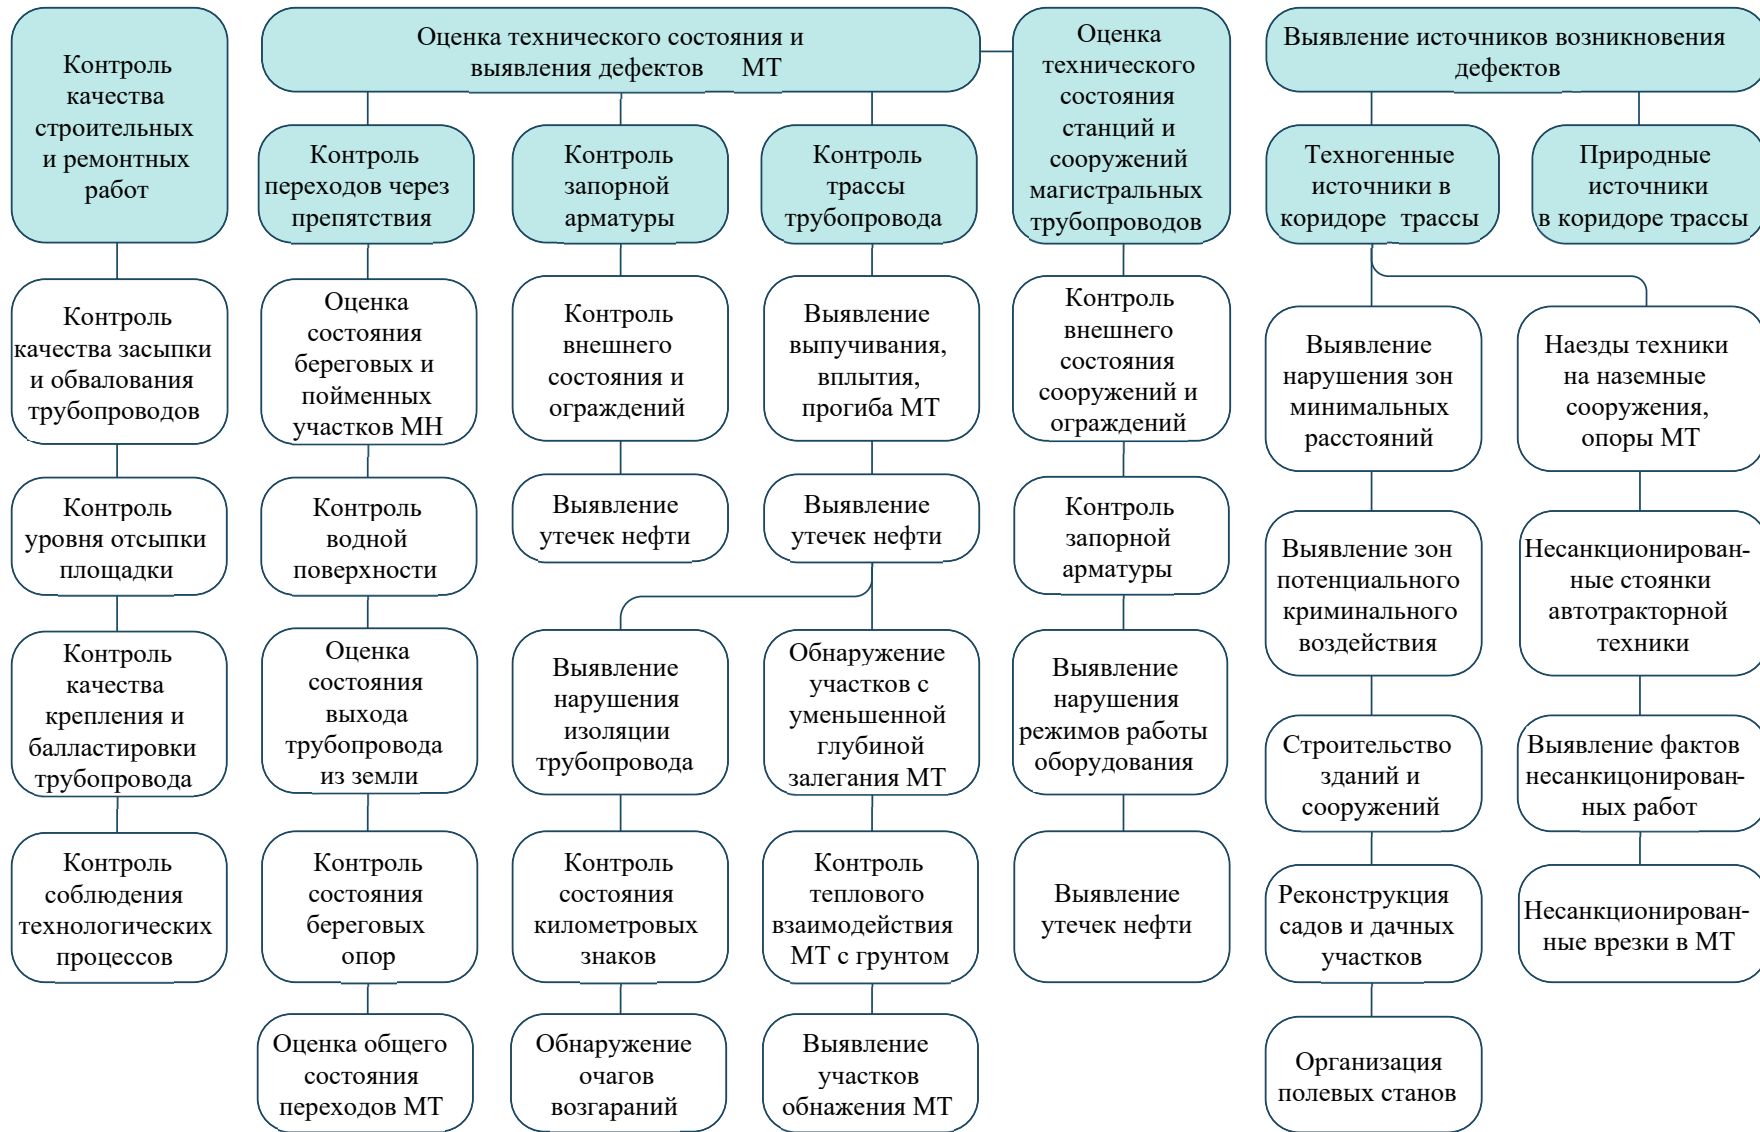 Контроль
качества
строительных
и ремонтных
работ
Контроль
качества засыпки
и обвалования
трубопроводов
Контроль
уровня отсыпки
площадки
Контроль
качества
крепления и
балластировки
трубопровода
Контроль
соблюдения
технологических
процессов
Оценка технического состояния и
выявления дефектов МТ
Контроль
переходов через
препятствия
Оценка
состояния
береговых и
пойменных
участков МН
Контроль
водной
поверхности
Оценка
состояния
выхода
трубопровода
из земли
Контроль
состояния
береговых
опор
Оценка общего
состояния
переходов МТ
Контроль
запорной
арматуры
Контроль
внешнего
состояния и
ограждений
Выявление
утечек нефти
Контроль
трассы
трубопровода
Выявление
выпучивания,
вплытия,
прогиба МТ
Выявление
утечек нефти
Выявление
нарушения
изоляции
трубопровода
Контроль
состояния
километровых
знаков
Обнаружение
очагов
возгараний
Обнаружение
участков с
уменьшенной
глубиной
залегания МТ
Контроль
теплового
взаимодействия
МТ с грунтом
Выявление
участков
обнажения МТ
Оценка
технического
состояния
станций и
сооружений
магистральных
трубопроводов
Контроль
внешнего
состояния
сооружений и
ограждений
Контроль
запорной
арматуры
Выявление
нарушения
режимов работы
оборудования
Выявление
утечек нефти
Выявление источников возникновения
дефектов
Техногенные
источники в
коридоре трассы
Природные
источники
в коридоре трассы
Выявление
нарушения зон
минимальных
расстояний
Выявление зон
потенциального
криминального
воздействия
Строительство
зданий и
сооружений
Реконструкция
садов и дачных
участков
Организация
полевых станов
Наезды техники
на наземные
сооружения,
опоры МТ
Несанкционирован-
ные стоянки
автотракторной
техники
Выявление фактов
несанкицонирован-
ных работ
Несанкционирован-
ные врезки в МТ